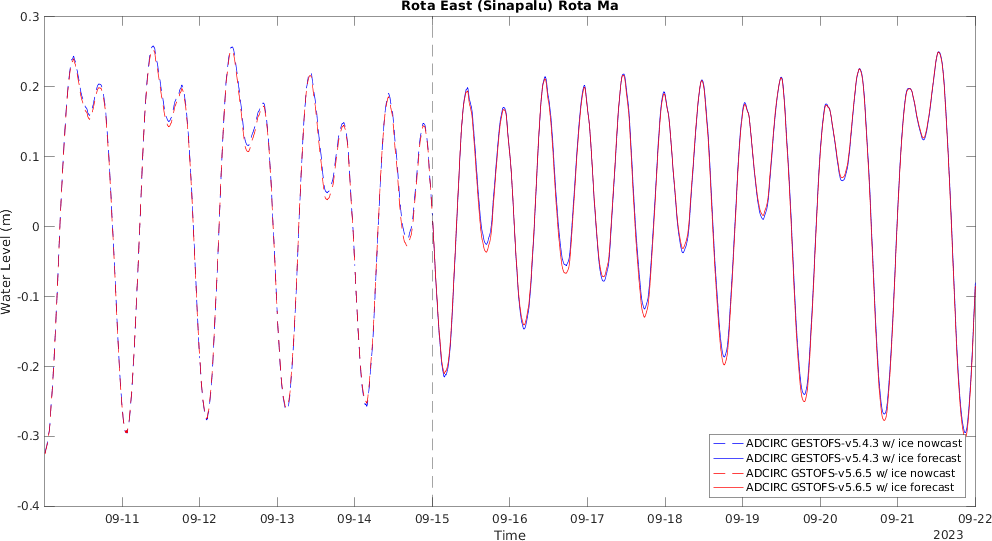 Rota East (Sinapalu) Rota Ma
0.3
0.2
0.1
0
-0.1
-0.2
-0.3
-0.4
Water Level (m)
ADCIRC GESTOFS-v5.4.3 w/ ice nowcast
ADCIRC GESTOFS-v5.4.3 w/ ice forecast
ADCIRC GSTOFS-v5.6.5 w/ ice nowcast
ADCIRC GSTOFS-v5.6.5 w/ ice forecast
09-11 09-12 09-13 09-14 09-15 09-16 09-17 09-18 09-19 09-20 09-21 09-22
Time
2023